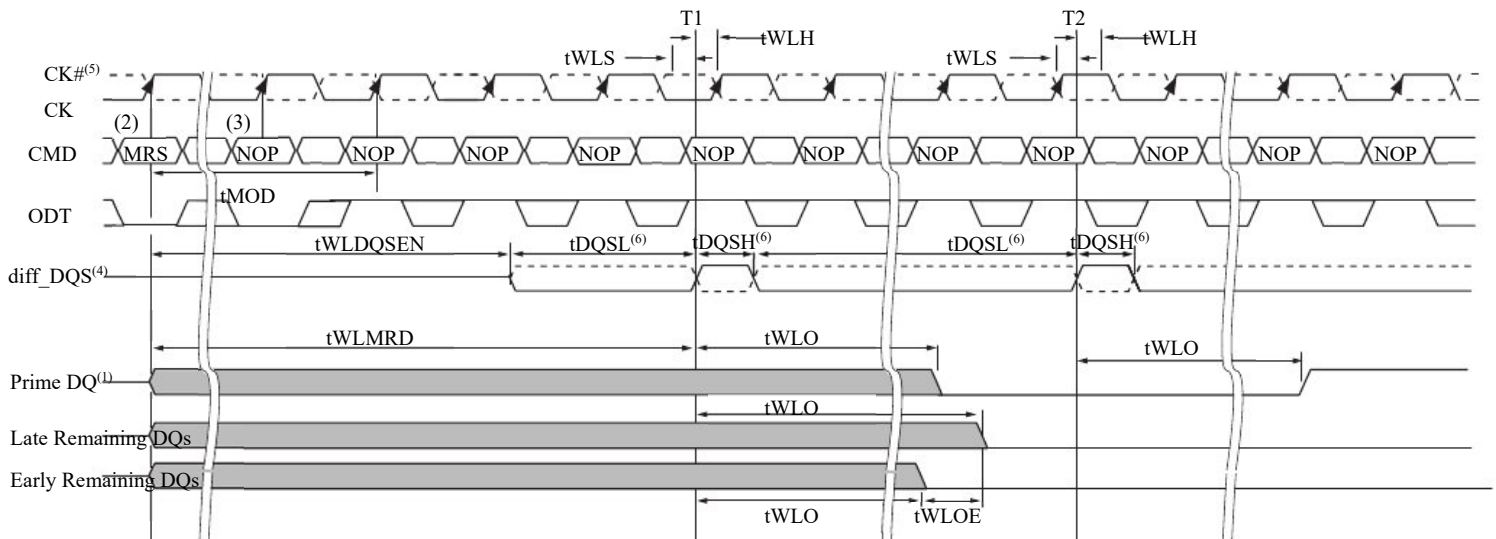 T1 T2
tWLH tWLH
tWLS tWLS
CK#(5)
CK
(2) (3)
CMD MRS NOP NOP NOP NOP NOP NOP NOP NOP NOP NOP NOP
tMOD
ODT
tWLDQSEN tDQSL(6) tDQSH(6) tDQSL(6) tDQSH(6)
diff_DQS(4)
tWLMRD tWLO tWLO
Prime DQ(1)
tWLO
Late Remaining DQs
Early Remaining DQs
tWLO tWLOE